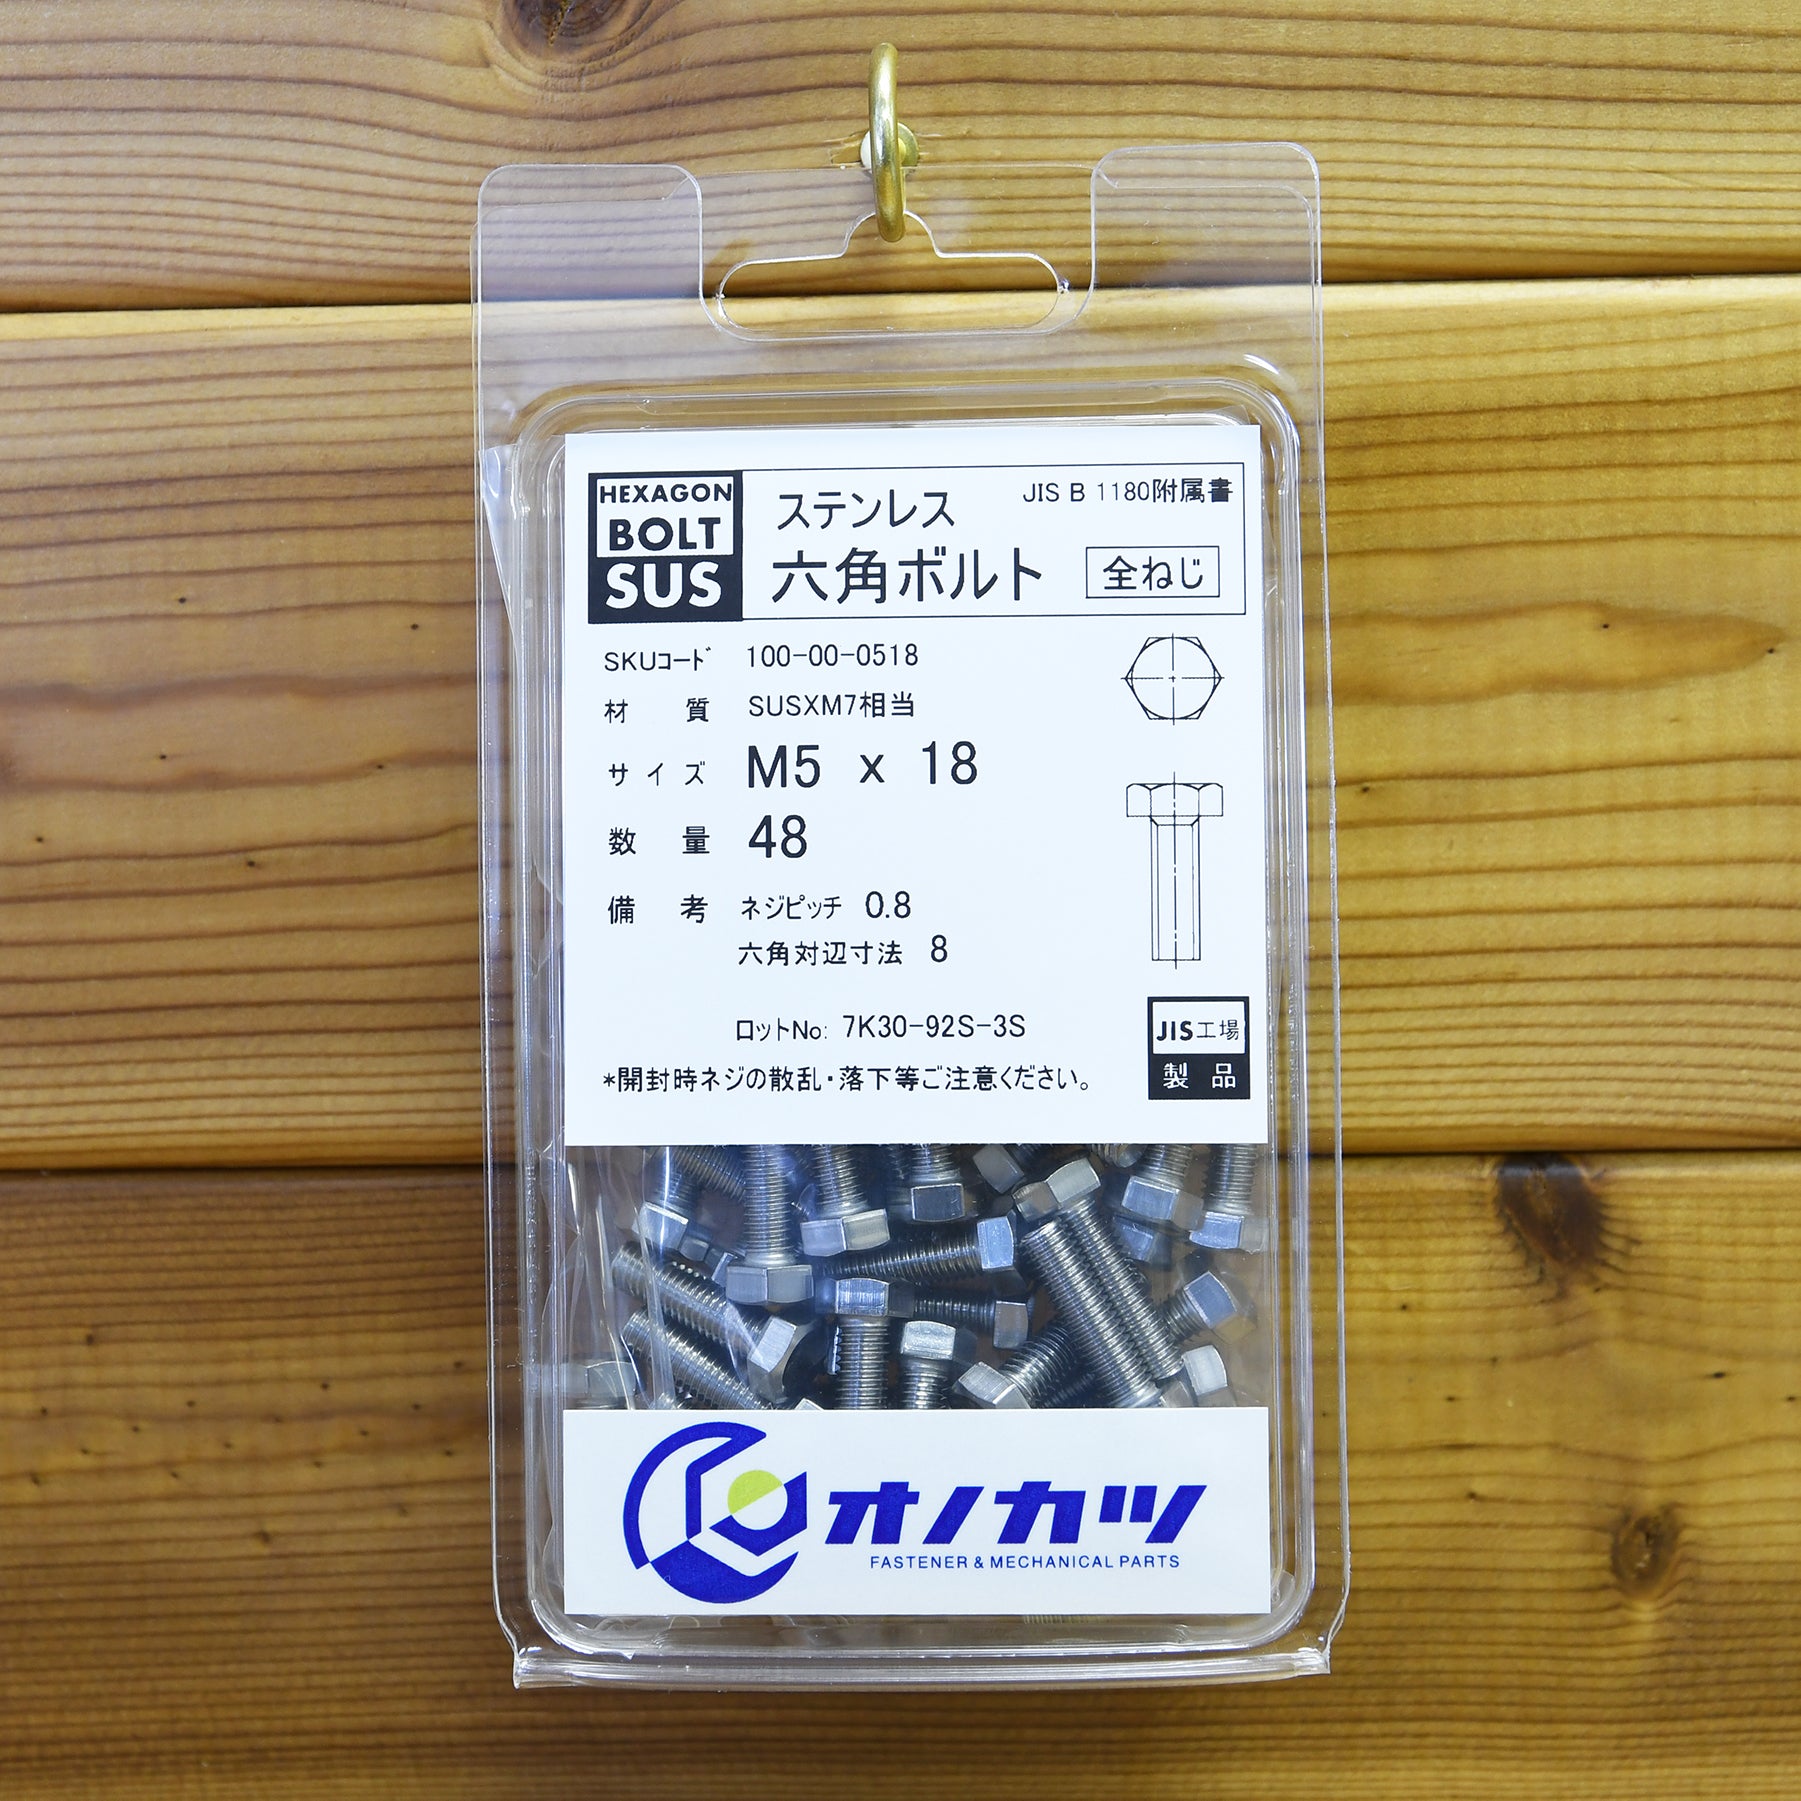 HEXAGON
BOLT
SUS
ステンレス
JIS B 1180附属書
六角ボルト
全ねじ
SKUコード 100-00-0518
材 質 SUSXM7相当
サイズ M5 x 18
数 量 48
備 考 ネジピッチ 0.8
六角対辺寸法 8
ロットNo: 7K30-92S-3S
JIS工場
製 品
*開封時ネジの散乱・落下等ご注意ください。
オノカツ
FASTENER & MECHANICAL PARTS